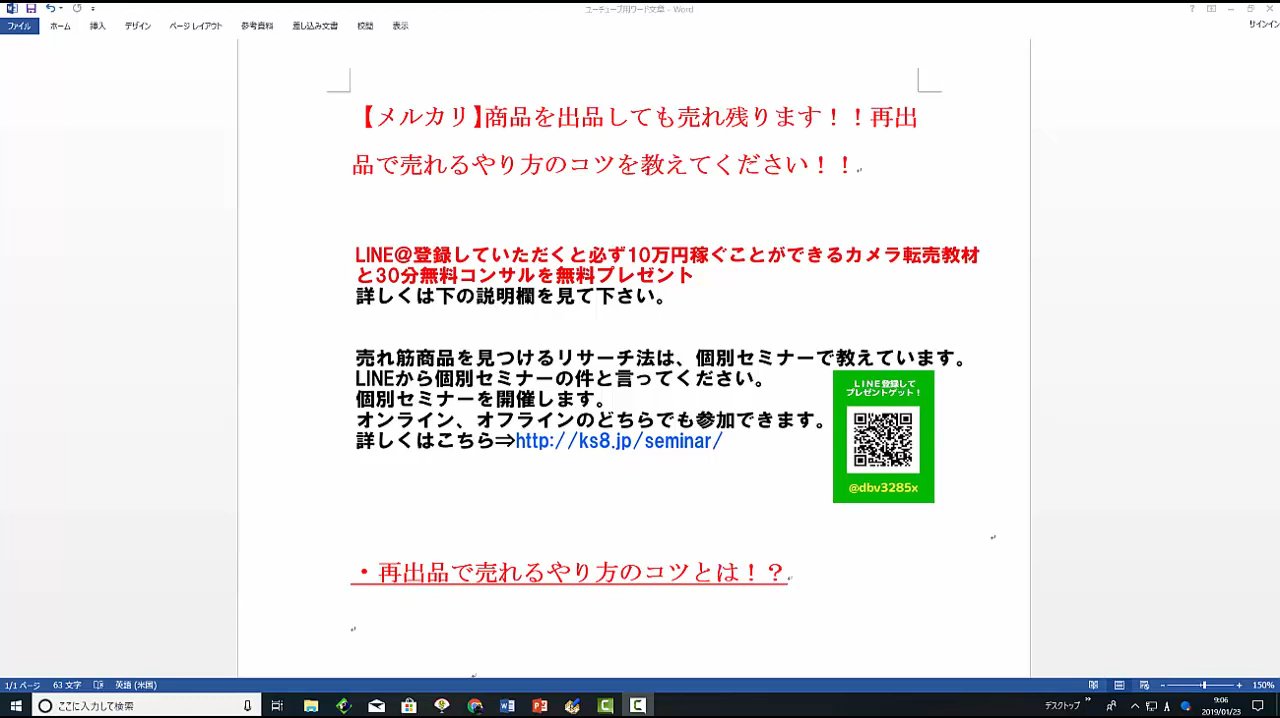 ユーチューブ用ワード文章 - Word
ファイル ホーム 挿入 デザイン ページ レイアウト 参考資料 差し込み文書 校閲 表示
サインイン
【メルカリ】商品を出品しても売れ残ります！！再出
品で売れるやり方のコツを教えてください！！
LINE@登録していただくと必ず10万円稼ぐことができるカメラ転売教材
と30分無料コンサルを無料プレゼント
詳しくは下の説明欄を見て下さい。
売れ筋商品を見つけるリサーチ法は、個別セミナーで教えています。
LINEから個別セミナーの件と言ってください。
個別セミナーを開催します。
オンライン、オフラインのどちらでも参加できます。
詳しくはこちら⇒http://ks8.jp/seminar/
LINE登録して
プレゼントゲット！
@dbv3285x
・再出品で売れるやり方のコツとは！？
1/1 ページ 63 文字 英語 (米国)
150%
ここに入力して検索
デスクトップ
A
9:06
2019/01/23